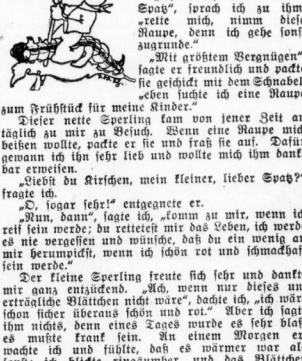 Spatz“, sprach ich zu ihm
„rette mich, nimm diese
Raupe, denn ich gehe sonst
zugrunde.“
„Mit größtem Vergnügen“
sagte er freundlich und packte
sie geschickt mit dem Schnabel
„eben suchte ich eine Raupe
zum Frühstück für meine Kinder.“
Dieser nette Sperling kam von jener Zeit an
täglich zu mir zu Besuch. Wenn eine Raupe mich
beißen wollte, packte er sie und fraß sie auf. Dafür
gewann ich ihn sehr lieb und wollte mich ihm dank
bar erweisen.
„Liebst du Kirschen, mein kleiner, lieber Spatz?“
fragte ich.
„O, sogar sehr!“ entgegnete er.
„Nun, dann“, sagte ich, „komm zu mir, wenn ich
reif sein werde; du rettetest mir das Leben, ich werde
es nie vergessen und wünsche, daß du ein wenig an
mir herumpickst, wenn ich schön rot und schmackhaft
sein werde.“
Der kleine Sperling freute sich sehr und dankte
mir ganz entzückend. „Ach, wenn nur dieses un
erträgliche Blättchen nicht wäre“, dachte ich, „ich wäre
schon sicher überaus schön und rot.“ Aber ich sagte
ihm nichts, denn eines Tages wurde es sehr blaß
es mußte krank sein. An einem Morgen er
wachte ich und fühlte, daß es wärmer war als
ich blickte ringsumher und das Blättchen